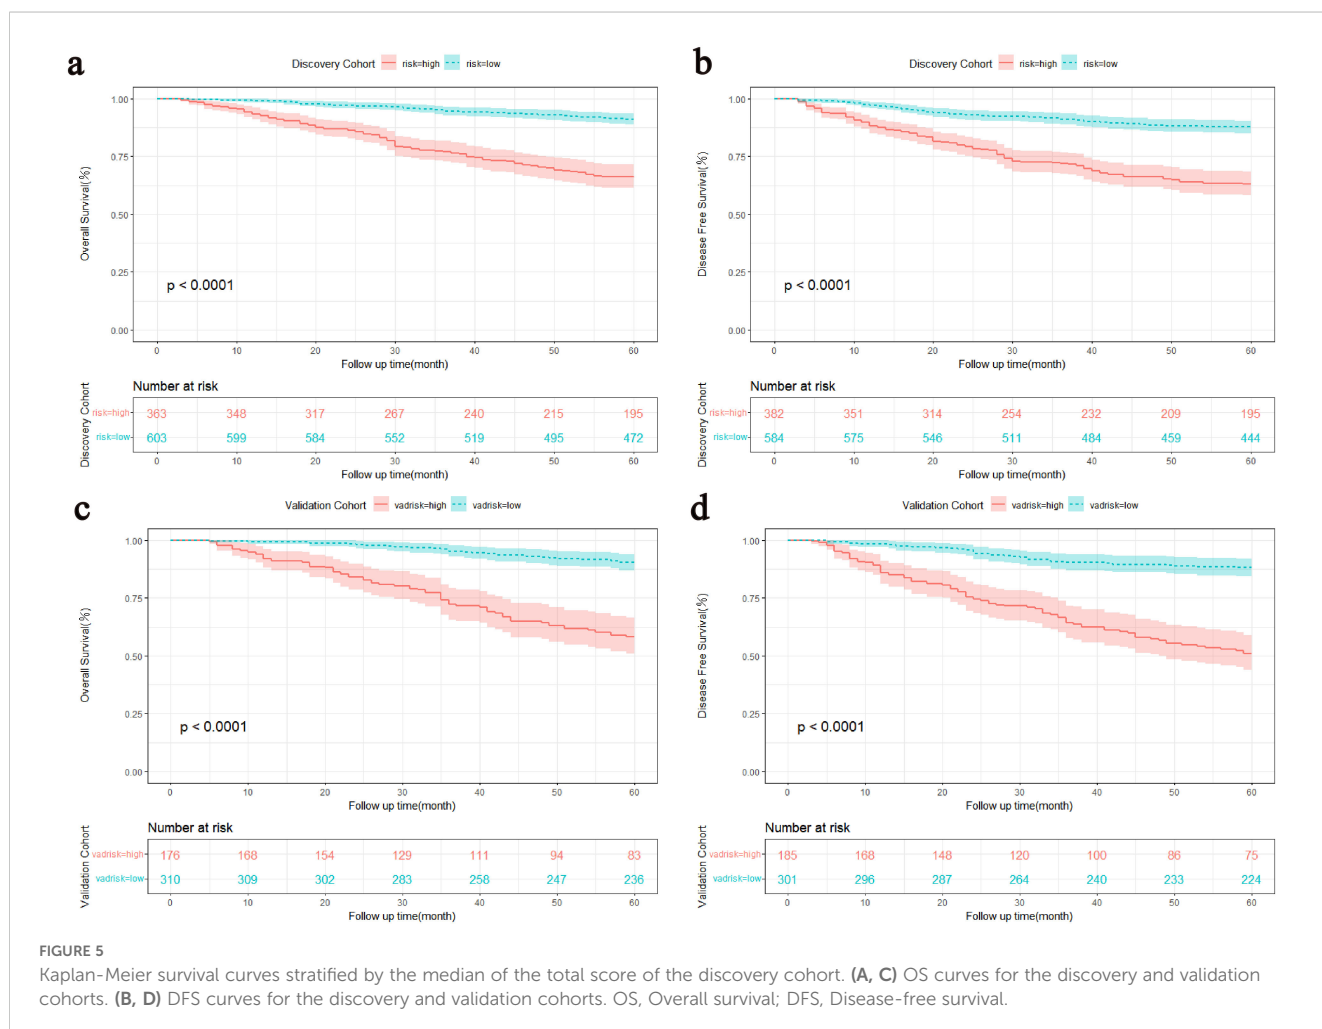 a
Discovery Cohort risk=high risk=low
1.00
0.75
0.50
0.25
0.00
Overall Survival(%)
p < 0.0001
0 10 20 30 40 50 60
Follow up time(month)
Number at risk
Discovery Cohort
risk=high 363 348 317 267 240 215 195
risk=low 603 599 584 552 519 495 472
0 10 20 30 40 50 60
Follow up time(month)
b
Discovery Cohort risk=high risk=low
1.00
0.75
0.50
0.25
0.00
Disease Free Survival(%)
p < 0.0001
0 10 20 30 40 50 60
Follow up time(month)
Number at risk
Discovery Cohort
risk=high 382 351 314 254 232 209 195
risk=low 584 575 546 511 484 459 444
0 10 20 30 40 50 60
Follow up time(month)
c
Validation Cohort vadrisk=high vadrisk=low
1.00
0.75
0.50
0.25
0.00
Overall Survival(%)
p < 0.0001
0 10 20 30 40 50 60
Follow up time(month)
Number at risk
Validation Cohort
vadrisk=high 176 168 154 129 111 94 83
vadrisk=low 310 309 302 283 258 247 236
0 10 20 30 40 50 60
Follow up time(month)
d
Validation Cohort vadrisk=high vadrisk=low
1.00
0.75
0.50
0.25
0.00
Disease Free Survival(%)
p < 0.0001
0 10 20 30 40 50 60
Follow up time(month)
Number at risk
Validation Cohort
vadrisk=high 185 168 148 120 100 86 75
vadrisk=low 301 296 287 264 240 233 224
0 10 20 30 40 50 60
Follow up time(month)
FIGURE 5
Kaplan-Meier survival curves stratified by the median of the total score of the discovery cohort. (A, C) OS curves for the discovery and validation
cohorts. (B, D) DFS curves for the discovery and validation cohorts. OS, Overall survival; DFS, Disease-free survival.